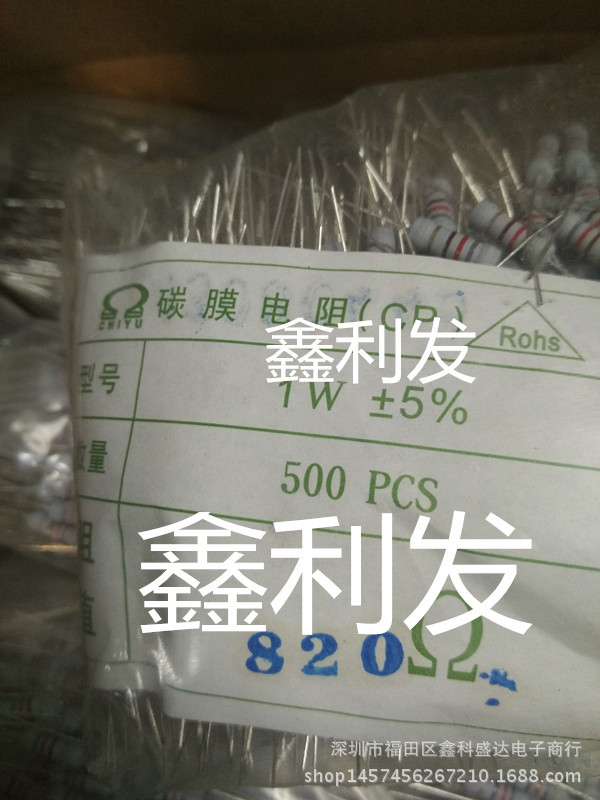 碳膜电阻(CR)
CHIYU
Rohs
鑫利发
型号
1W ±5%
数量
500 PCS
鑫利发
阻值
820Ω
深圳市福田区鑫科盛达电子商行
shop1457456267210.1688.com